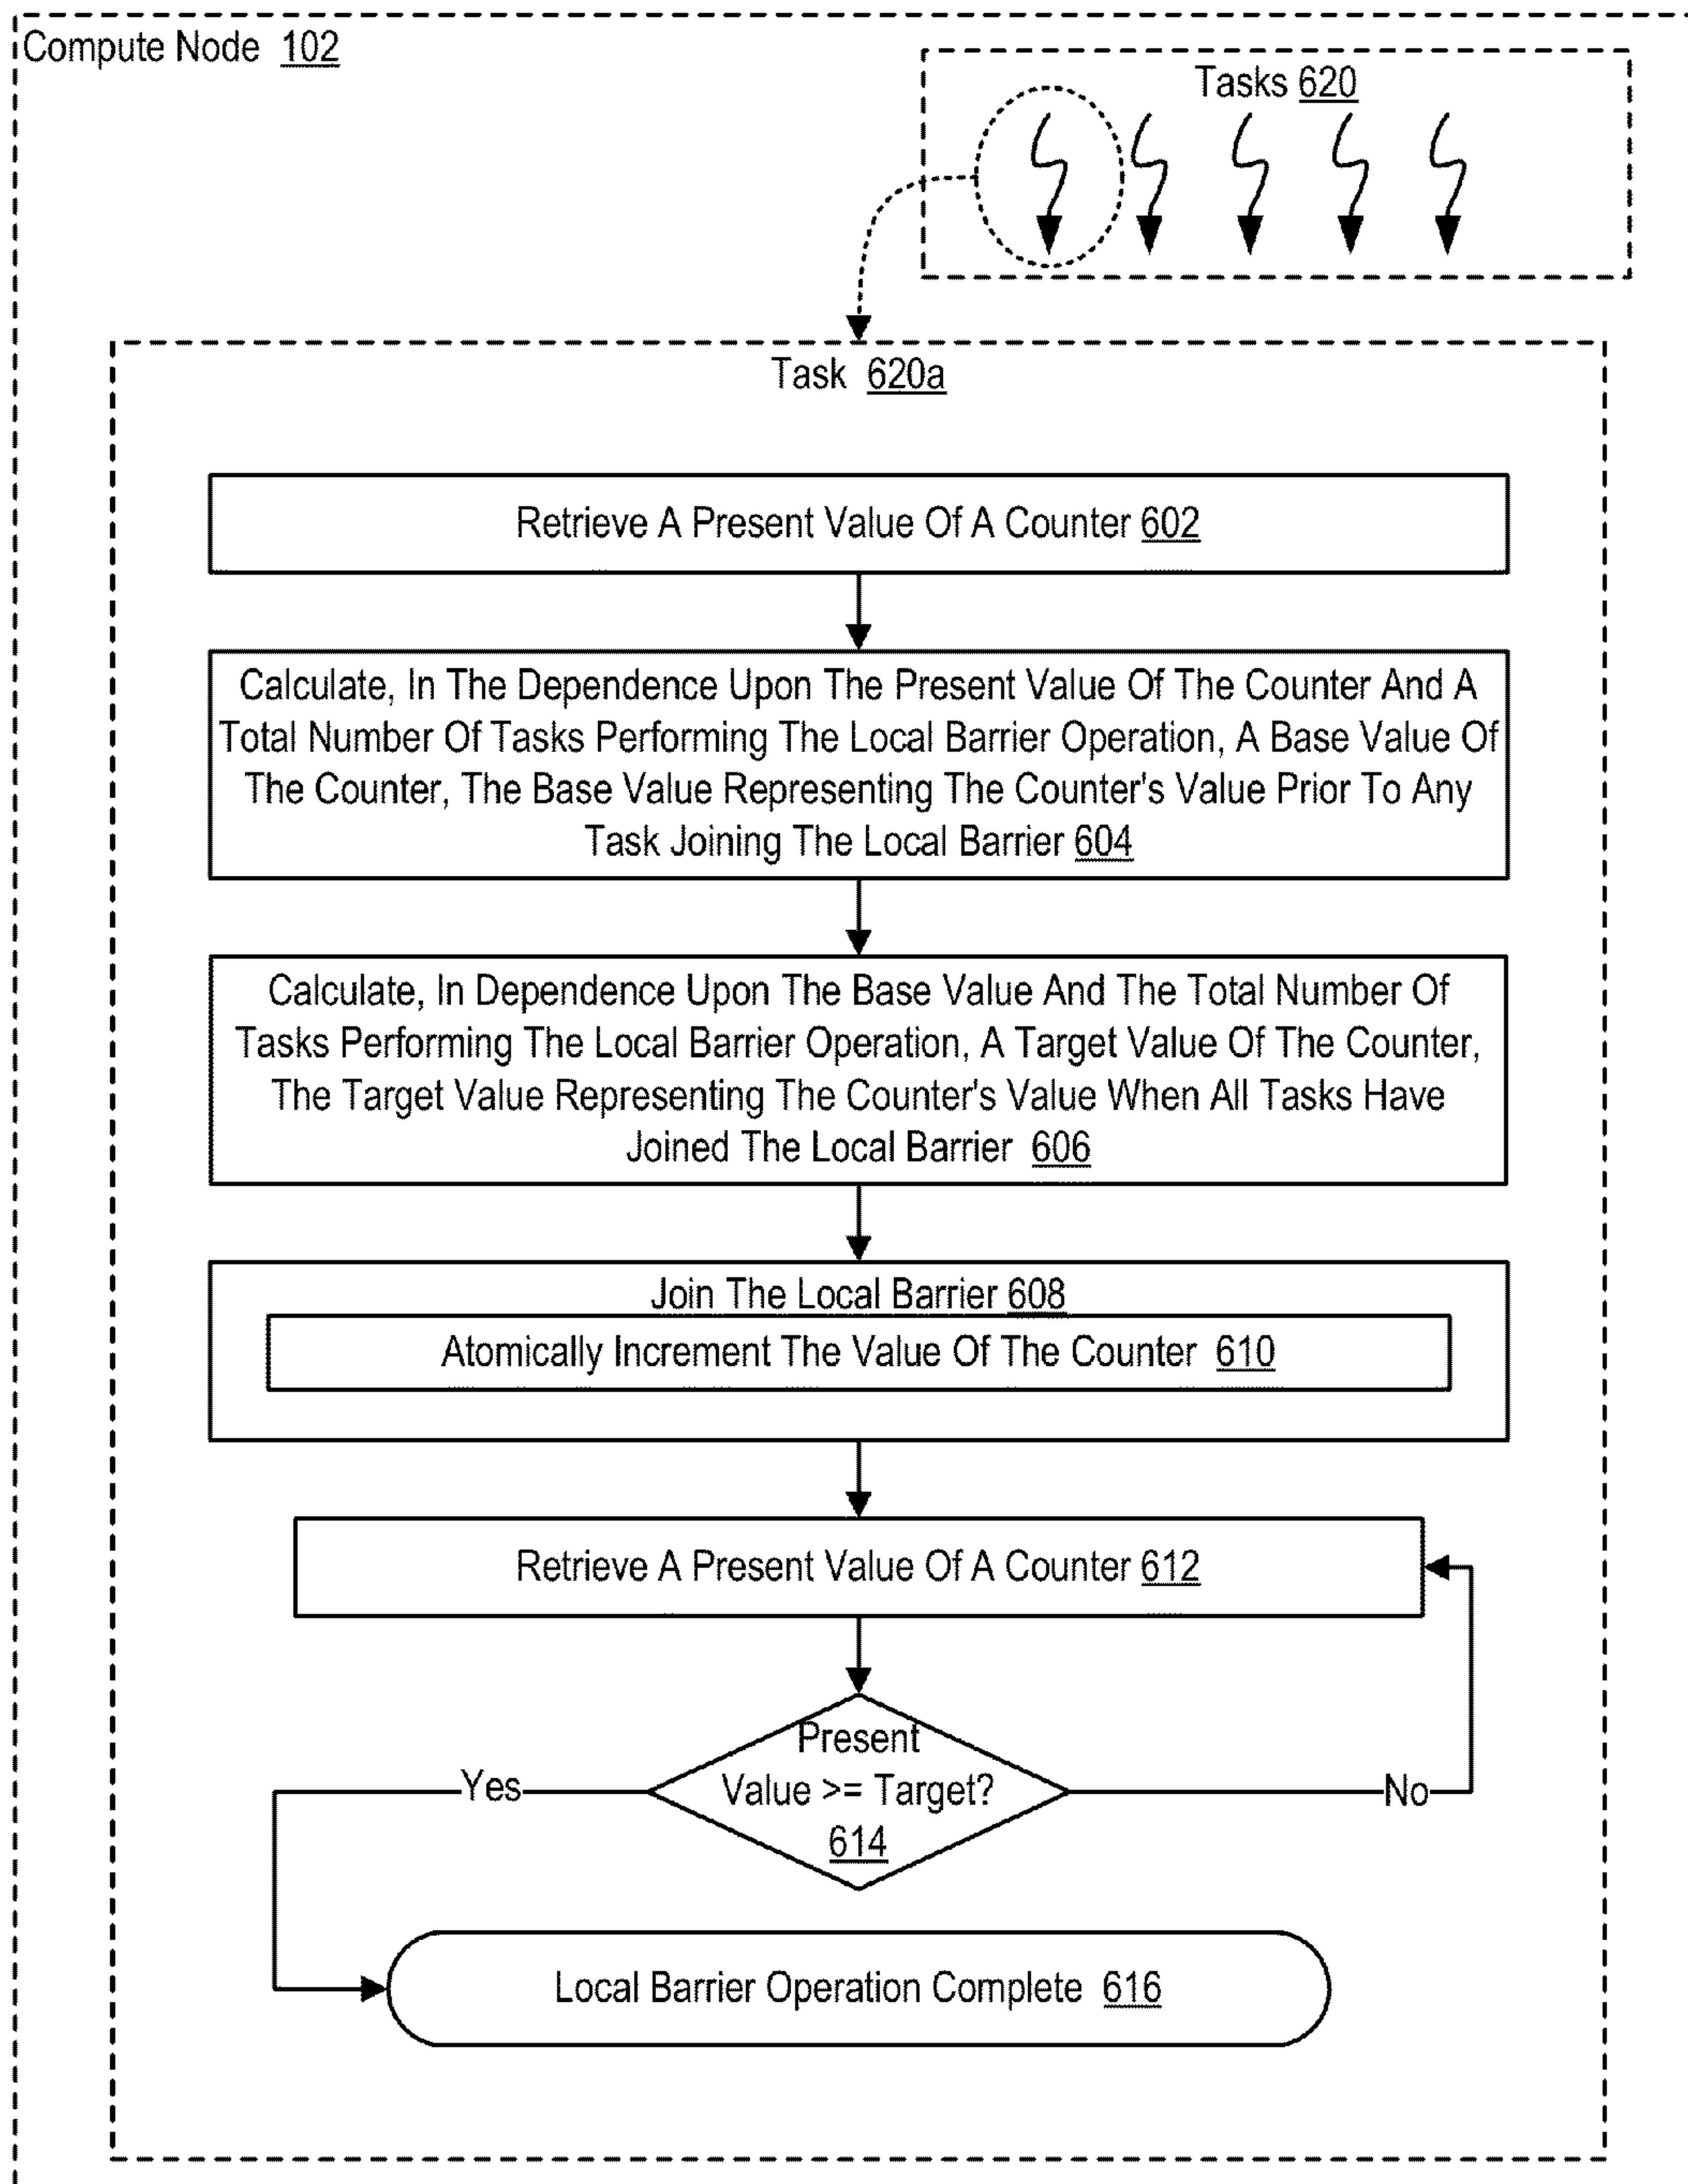 Compute Node 102
Tasks 620
Task 620a
Retrieve A Present Value Of A Counter 602
Calculate, In The Dependence Upon The Present Value Of The Counter And A
Total Number Of Tasks Performing The Local Barrier Operation, A Base Value Of
The Counter, The Base Value Representing The Counter's Value Prior To Any
Task Joining The Local Barrier 604
Calculate, In Dependence Upon The Base Value And The Total Number Of
Tasks Performing The Local Barrier Operation, A Target Value Of The Counter,
The Target Value Representing The Counter's Value When All Tasks Have
Joined The Local Barrier 606
Join The Local Barrier 608
Atomically Increment The Value Of The Counter 610
Retrieve A Present Value Of A Counter 612
Present
Value >= Target?
614
Yes
No
Local Barrier Operation Complete 616